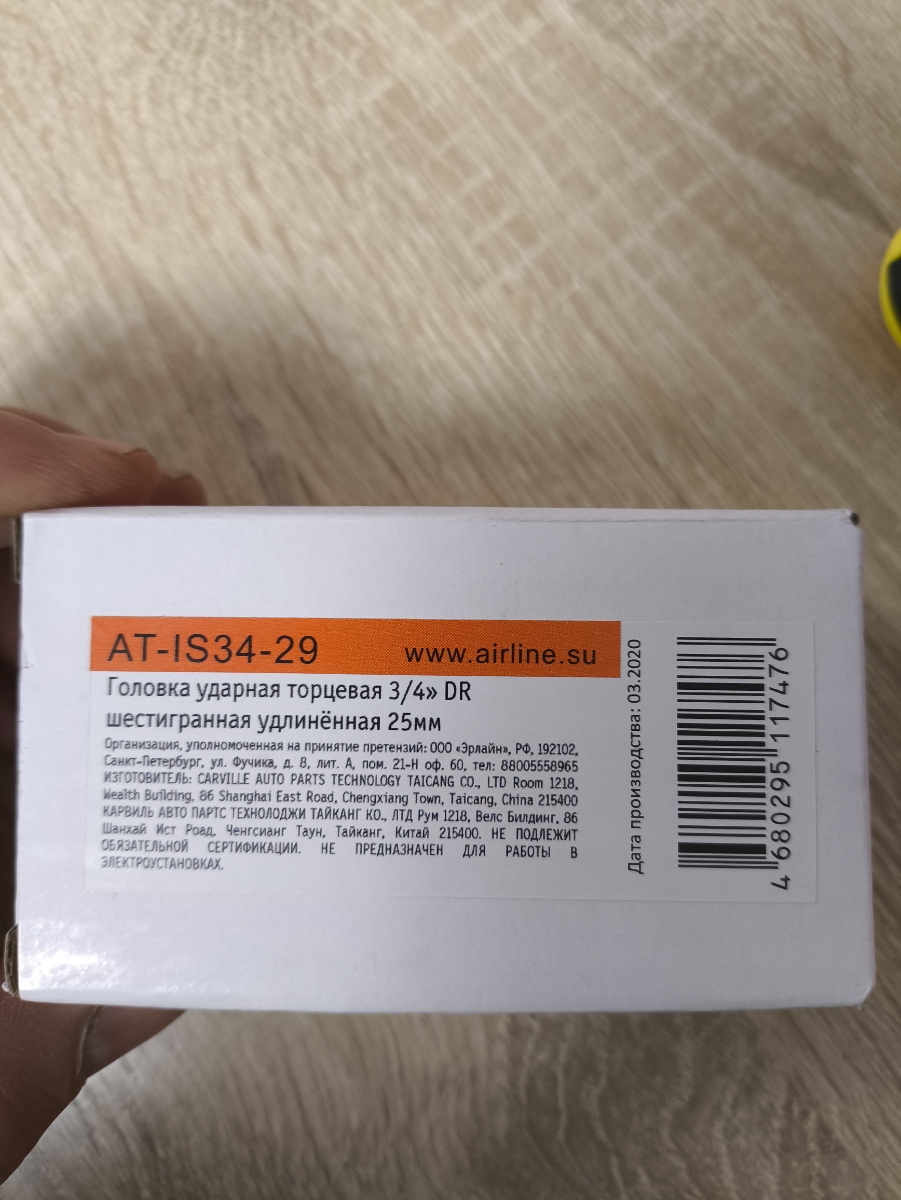 AT-IS34-29 www.airline.su
Головка ударная торцевая 3/4» DR
шестигранная удлинённая 25мм
Организация, уполномоченная на принятие претензий: ООО «Эрлайн», РФ, 192102,
Санкт-Петербург, ул. Фучика, д. 8, лит. А, пом. 21-Н оф. 60, тел: 88005558965
ИЗГОТОВИТЕЛЬ: CARVILLE AUTO PARTS TECHNOLOGY TAICANG CO., LTD Room 1218,
Wealth Building, 86 Shanghai East Road, Chengxiang Town, Taicang, China 215400
КАРВИЛЬ АВТО ПАРТС ТЕХНОЛОДЖИ ТАЙКАНГ КО., ЛТД Рум 1218, Велс Билдинг, 86
Шанхай Ист Роад, Ченгсианг Таун, Тайканг, Китай 215400. НЕ ПОДЛЕЖИТ
ОБЯЗАТЕЛЬНОЙ СЕРТИФИКАЦИИ. НЕ ПРЕДНАЗНАЧЕН ДЛЯ РАБОТЫ В
ЭЛЕКТРОУСТАНОВКАХ.
Дата производства: 03.2020
4 680295 117476